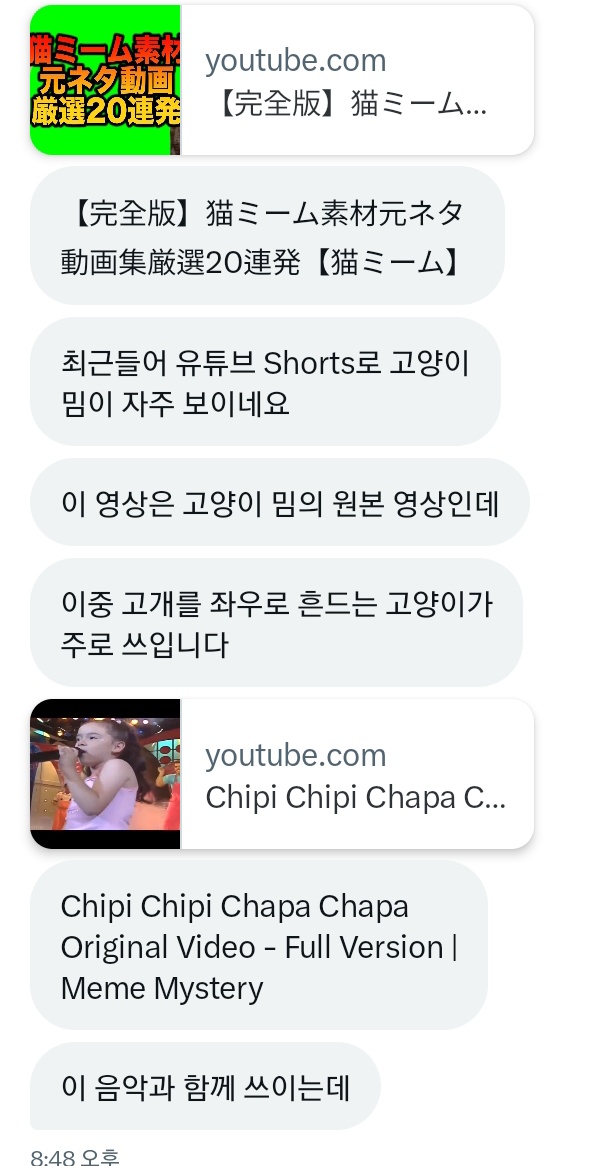 猫ミーム素材
元ネタ動画
厳選20連発
youtube.com
【完全版】猫ミーム...
【完全版】猫ミーム素材元ネタ
動画集厳選20連発【猫ミーム】
최근들어 유튜브 Shorts로 고양이
밈이 자주 보이네요
이 영상은 고양이 밈의 원본 영상인데
이중 고개를 좌우로 흔드는 고양이가
주로 쓰입니다
youtube.com
Chipi Chipi Chapa C...
Chipi Chipi Chapa Chapa
Original Video - Full Version |
Meme Mystery
이 음악과 함께 쓰이는데
8:48 오후